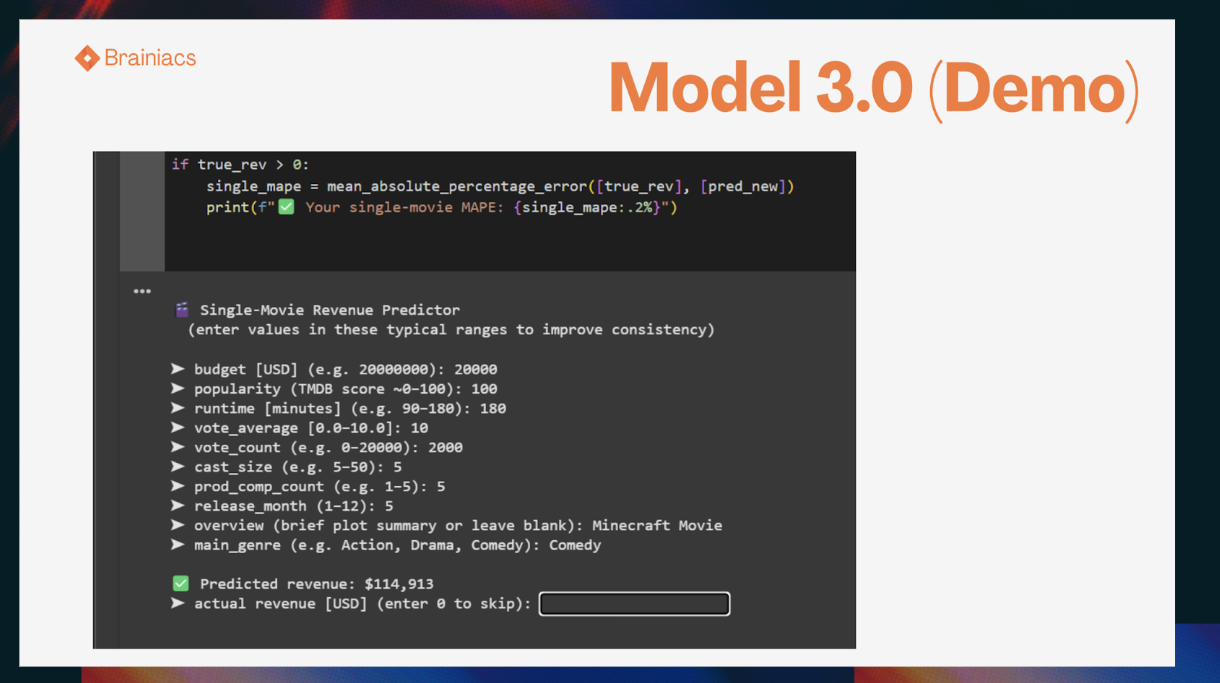 Brainiacs
Model 3.0 (Demo)
if true_rev > 0:
    single_mape = mean_absolute_percentage_error([true_rev], [pred_new])
    print(f"✅ Your single-movie MAPE: {single_mape:.2%}")
•••
🎬 Single-Movie Revenue Predictor
(enter values in these typical ranges to improve consistency)
➤ budget [USD] (e.g. 20000000): 20000
➤ popularity (TMDB score ~0–100): 100
➤ runtime [minutes] (e.g. 90–180): 180
➤ vote_average [0.0–10.0]: 10
➤ vote_count (e.g. 0–20000): 2000
➤ cast_size (e.g. 5–50): 5
➤ prod_comp_count (e.g. 1–5): 5
➤ release_month (1–12): 5
➤ overview (brief plot summary or leave blank): Minecraft Movie
➤ main_genre (e.g. Action, Drama, Comedy): Comedy
✅ Predicted revenue: $114,913
➤ actual revenue [USD] (enter 0 to skip):